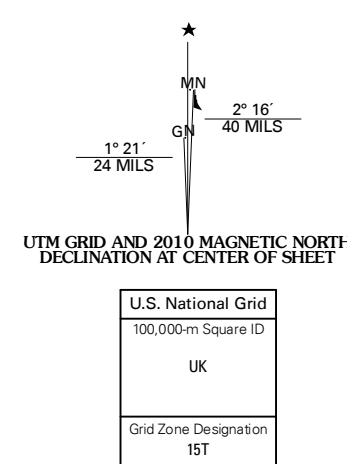 ★
MN
2° 16´
40 MILS
GN
1° 21´
24 MILS
UTM GRID AND 2010 MAGNETIC NORTH
DECLINATION AT CENTER OF SHEET
U.S. National Grid
100,000-m Square ID
UK
Grid Zone Designation
15T